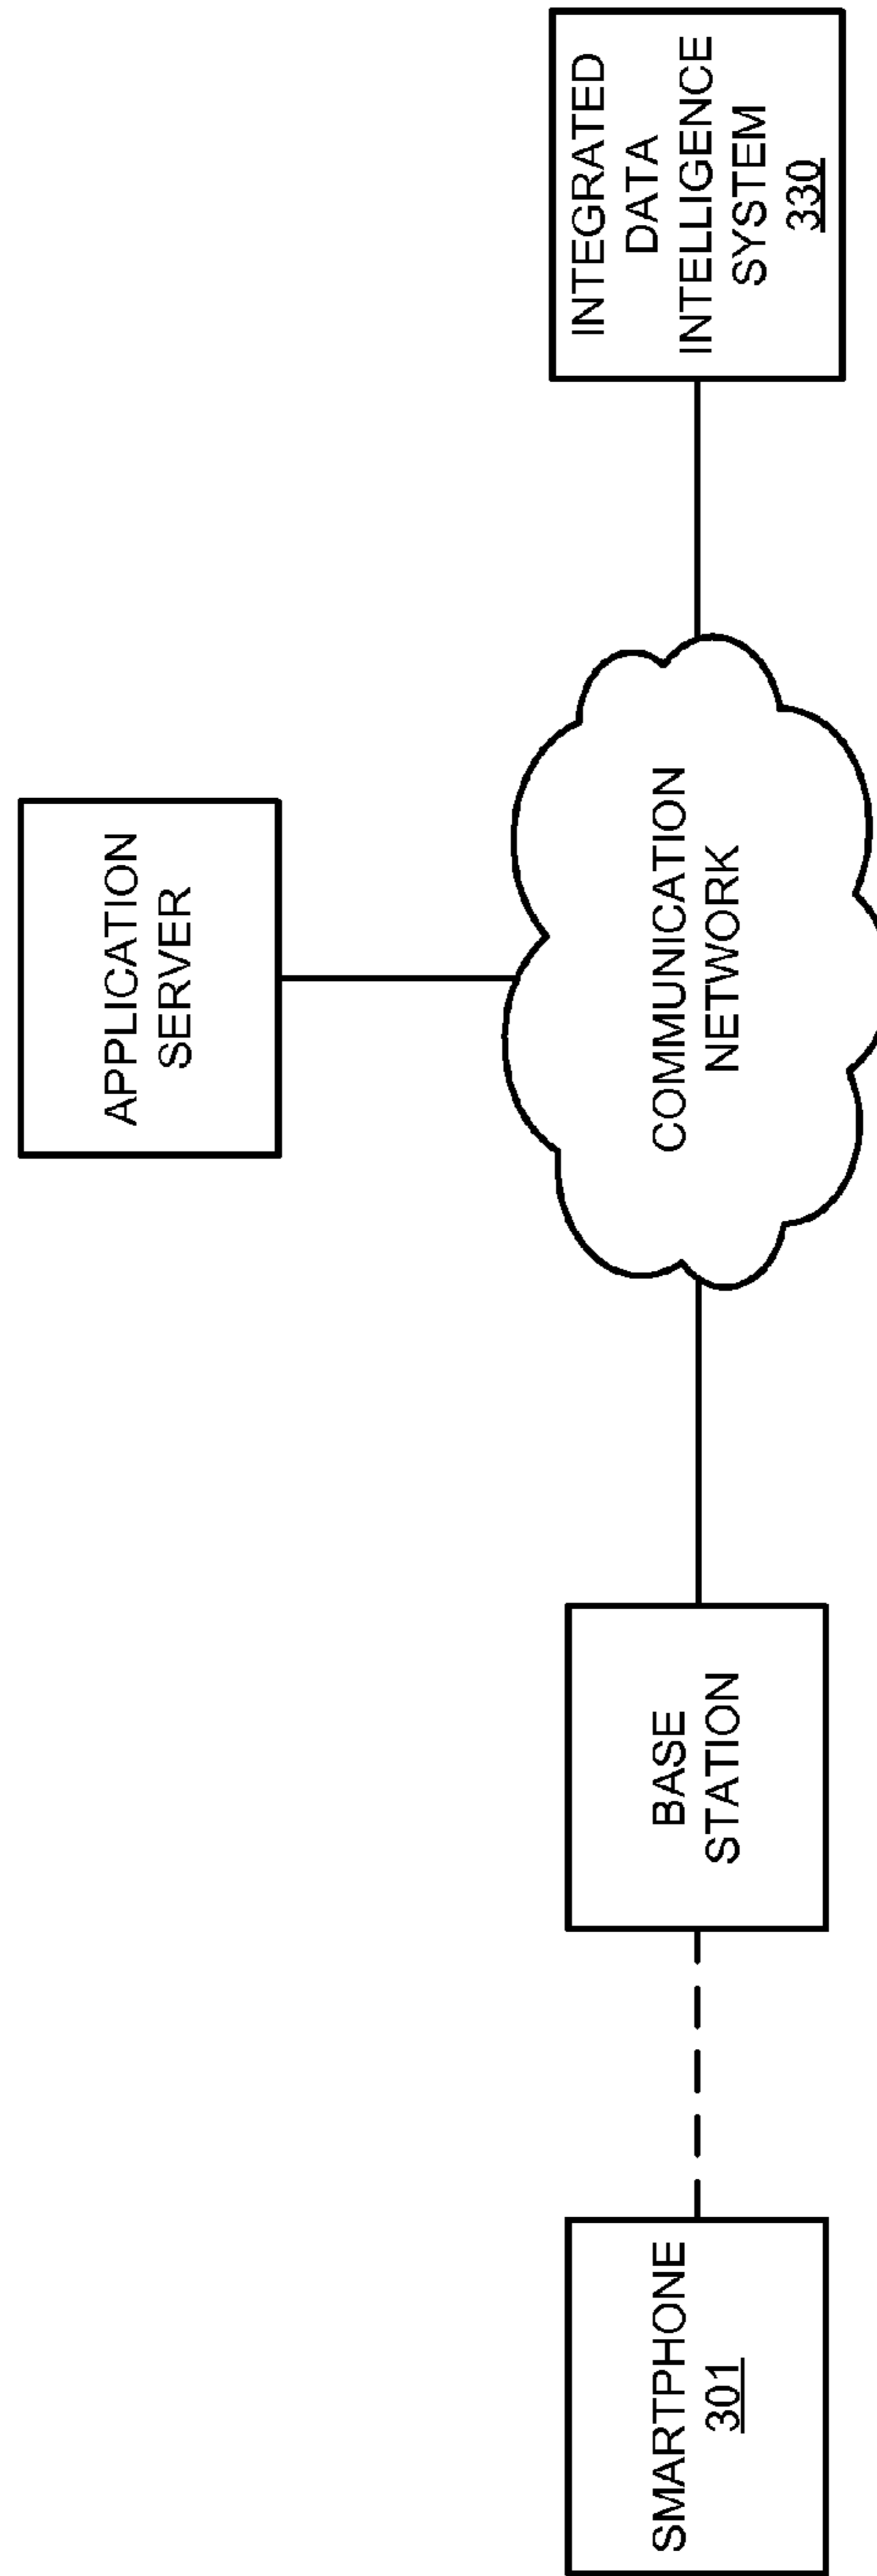 APPLICATION
SERVER
SMARTPHONE
301
BASE
STATION
COMMUNICATION
NETWORK
INTEGRATED
DATA
INTELLIGENCE
SYSTEM
330